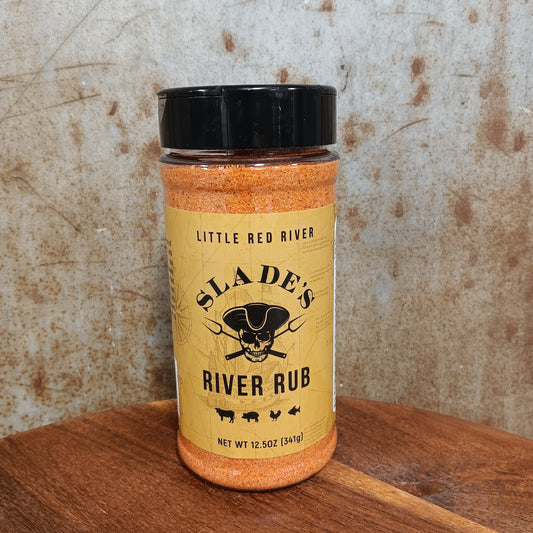 LITTLE RED RIVER
SLADE'S
RIVER RUB
NET WT 12.5OZ (341g)